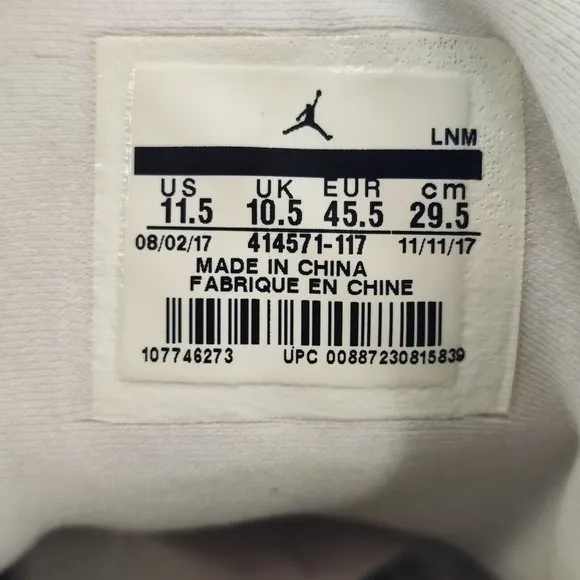 LNM
US UK EUR cm
11.5 10.5 45.5 29.5
08/02/17 414571-117 11/11/17
MADE IN CHINA
FABRIQUE EN CHINE
107746273 UPC 00887230815839